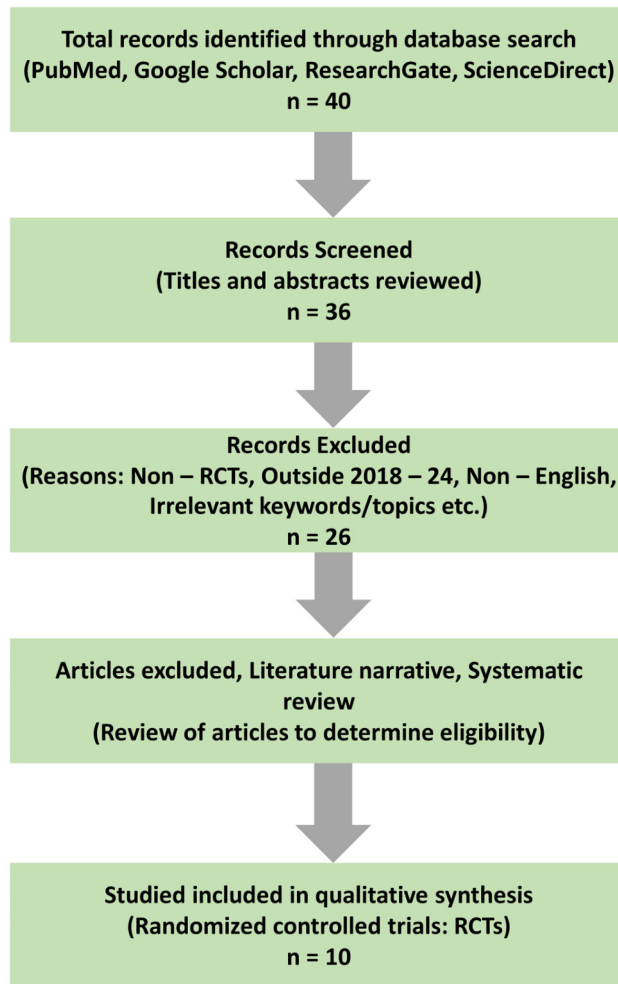 Total records identified through database search
(PubMed, Google Scholar, ResearchGate, ScienceDirect)
n = 40
Records Screened
(Titles and abstracts reviewed)
n = 36
Records Excluded
(Reasons: Non – RCTs, Outside 2018 – 24, Non – English,
Irrelevant keywords/topics etc.)
n = 26
Articles excluded, Literature narrative, Systematic
review
(Review of articles to determine eligibility)
Studied included in qualitative synthesis
(Randomized controlled trials: RCTs)
n = 10